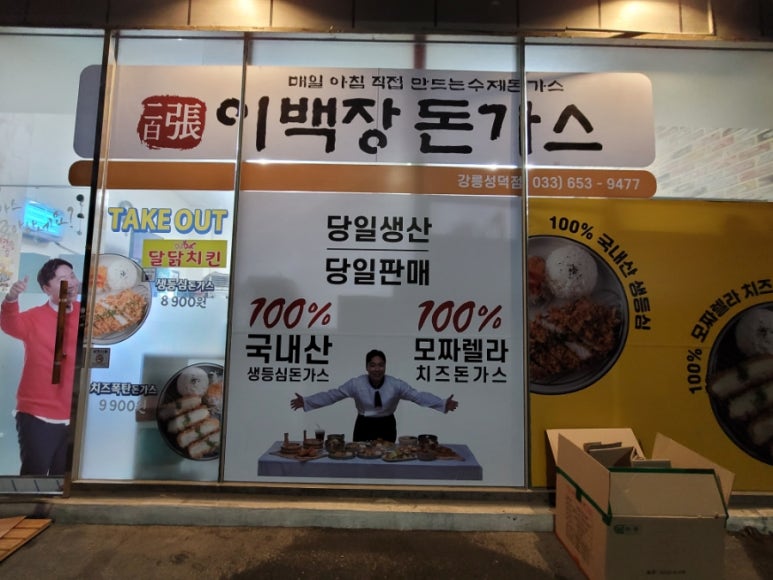 매일 아침 직접 만드는수제돈가스
二百 張 이백장 돈가스
강릉성덕점 033) 653 - 9477
TAKE OUT
달닭치킨
생등심돈가스
8 900원
치즈폭탄돈가스
9 900원
당일생산
당일판매
100%
국내산
생등심돈가스
100%
모짜렐라
치즈돈가스
100% 국내산 생등심
100% 모짜렐라 치즈돈가